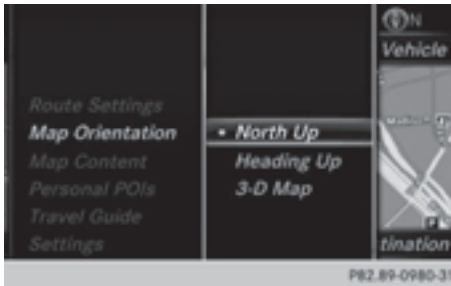 N
Vehicle
Route Settings
Map Orientation
Map Content
Personal POIs
Travel Guide
Settings
• North Up
Heading Up
3-D Map
tination
P82.89-0980-31